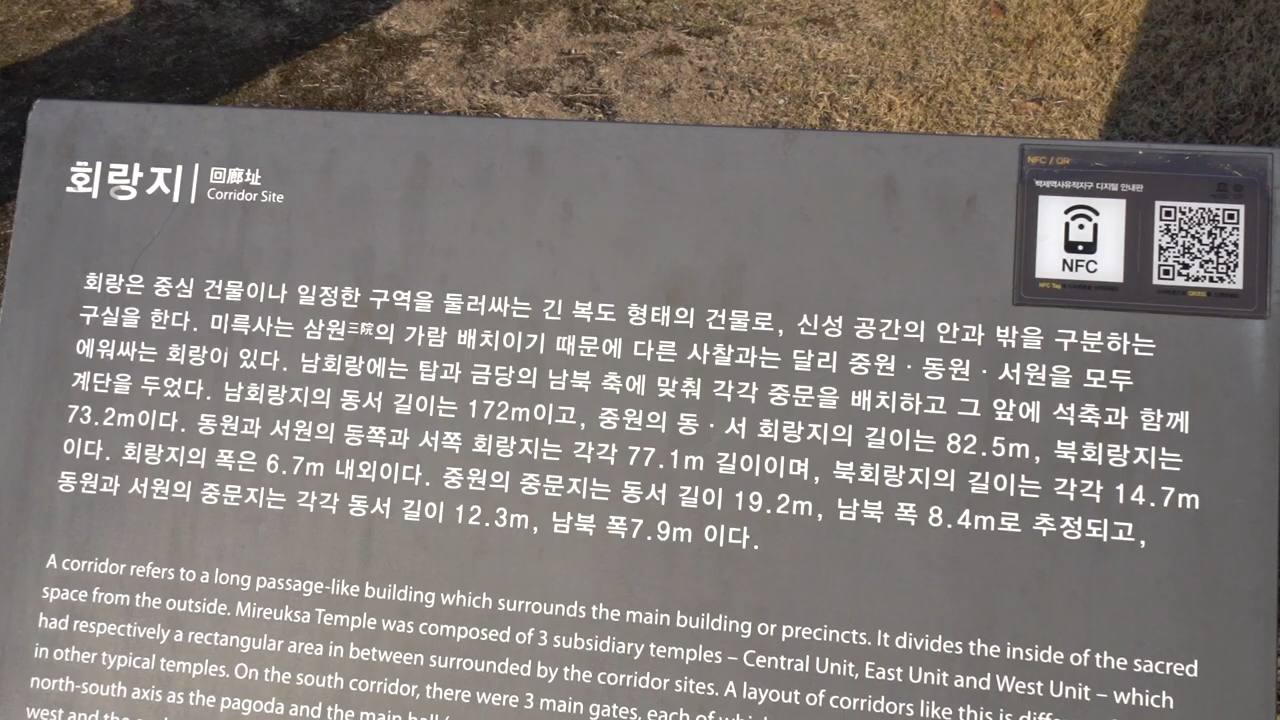 회랑지
回廊址
Corridor Site
NFC / QR
백제역사유적지구 디지털 안내판
NFC
회랑은 중심 건물이나 일정한 구역을 둘러싸는 긴 복도 형태의 건물로, 신성 공간의 안과 밖을 구분하는
구실을 한다. 미륵사는 삼원三院의 가람 배치이기 때문에 다른 사찰과는 달리 중원 · 동원 · 서원을 모두
에워싸는 회랑이 있다. 남회랑에는 탑과 금당의 남북 축에 맞춰 각각 중문을 배치하고 그 앞에 석축과 함께
계단을 두었다. 남회랑지의 동서 길이는 172m이고, 중원의 동 · 서 회랑지의 길이는 82.5m, 북회랑지는
73.2m이다. 동원과 서원의 동쪽과 서쪽 회랑지는 각각 77.1m 길이이며, 북회랑지의 길이는 각각 14.7m
이다. 회랑지의 폭은 6.7m 내외이다. 중원의 중문지는 동서 길이 19.2m, 남북 폭 8.4m로 추정되고,
동원과 서원의 중문지는 각각 동서 길이 12.3m, 남북 폭7.9m 이다.
A corridor refers to a long passage-like building which surrounds the main building or precincts. It divides the inside of the sacred
space from the outside. Mireuksa Temple was composed of 3 subsidiary temples – Central Unit, East Unit and West Unit – which
had respectively a rectangular area in between surrounded by the corridor sites. A layout of corridors like this is
in other typical temples. On the south corridor, there were 3 main gates, each of
north-south axis as the pagoda and the main hall
west and the